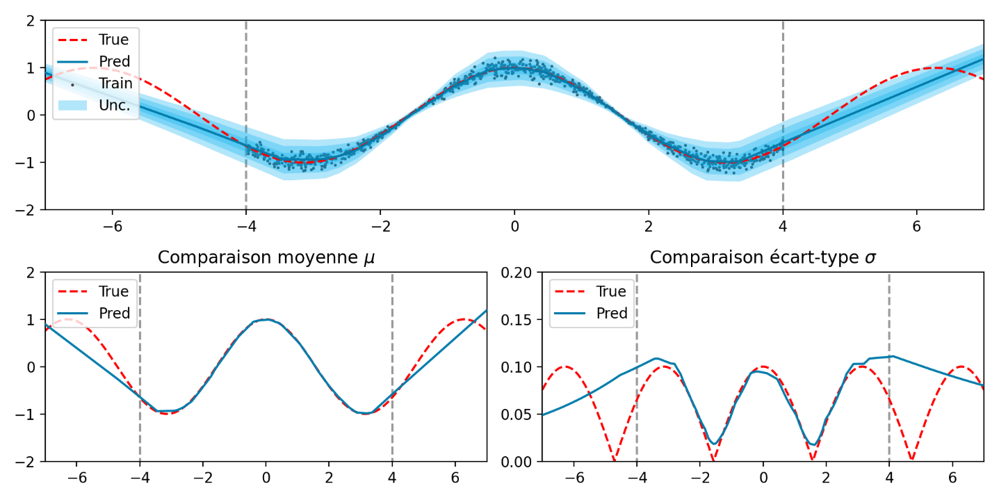 2
1
0
−1
−2
True
Pred
Train
Unc.
−6 −4 −2 0 2 4 6
Comparaison moyenne μ
2
1
0
−1
−2
True
Pred
−6 −4 −2 0 2 4 6
Comparaison écart-type σ
0.20
0.15
0.10
0.05
0.00
True
Pred
−6 −4 −2 0 2 4 6